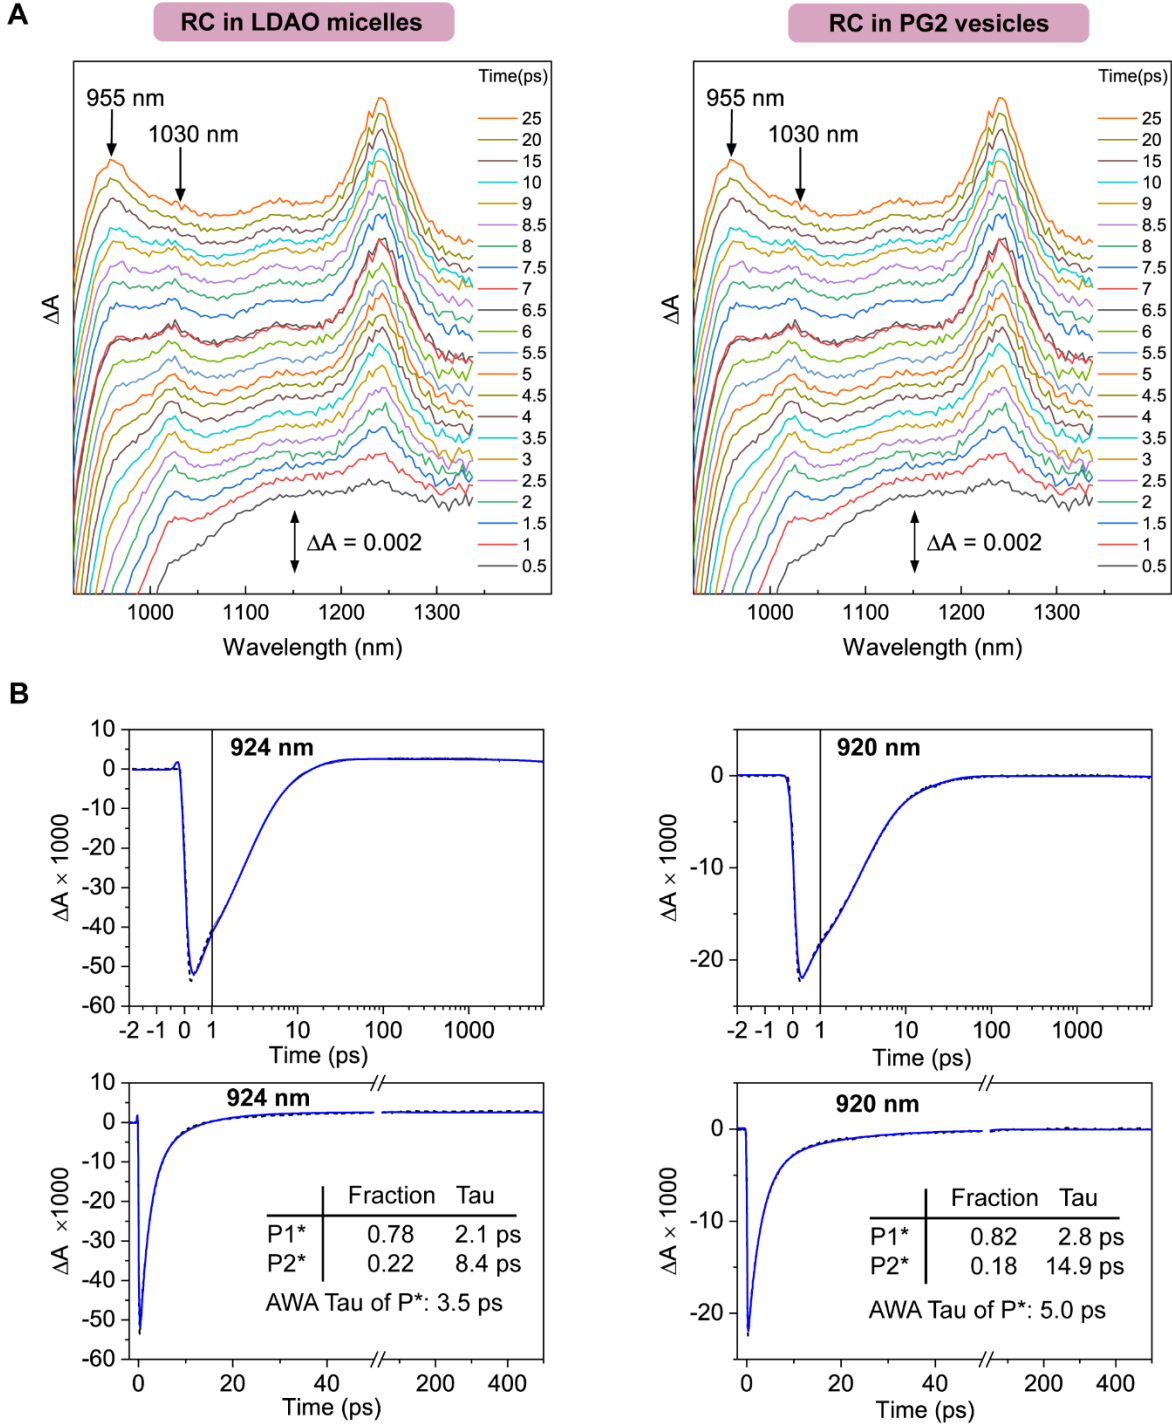 A
RC in LDAO micelles
RC in PG2 vesicles
Time(ps)
955 nm
1030 nm
25
20
15
10
9
8.5
8
7.5
7
6.5
6
5.5
5
4.5
4
3.5
3
2.5
2
1.5
1
0.5
ΔA
ΔA = 0.002
1000 1100 1200 1300
Wavelength (nm)
Time(ps)
955 nm
1030 nm
25
20
15
10
9
8.5
8
7.5
7
6.5
6
5.5
5
4.5
4
3.5
3
2.5
2
1.5
1
0.5
ΔA
ΔA = 0.002
1000 1100 1200 1300
Wavelength (nm)
B
924 nm
10
0
-10
-20
-30
-40
-50
-60
ΔA × 1000
-2 -1 0 1 10 100 1000
Time (ps)
920 nm
0
-10
-20
ΔA × 1000
-2 -1 0 1 10 100 1000
Time (ps)
924 nm
10
0
-10
-20
-30
-40
-50
-60
ΔA ×1000
Fraction Tau
P1* 0.78 2.1 ps
P2* 0.22 8.4 ps
AWA Tau of P*: 3.5 ps
0 20 40 200 400
Time (ps)
920 nm
0
-10
-20
ΔA ×1000
Fraction Tau
P1* 0.82 2.8 ps
P2* 0.18 14.9 ps
AWA Tau of P*: 5.0 ps
0 20 40 200 400
Time (ps)